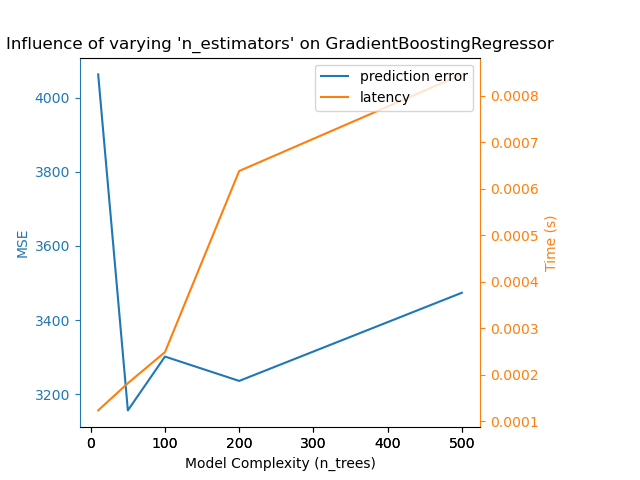 Influence of varying 'n_estimators' on GradientBoostingRegressor
prediction error
latency
4000
3800
3600
3400
3200
MSE
0.0008
0.0007
0.0006
0.0005
0.0004
0.0003
0.0002
0.0001
Time (s)
0 100 200 300 400 500
Model Complexity (n_trees)